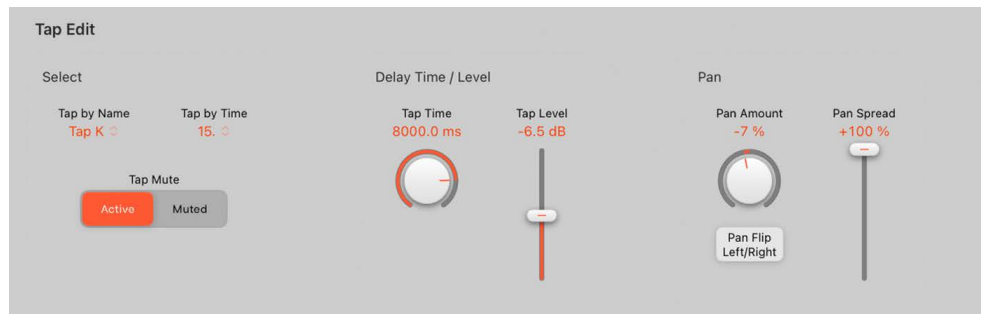 Tap Edit
Select
Delay Time / Level
Pan
Tap by Name
Tap by Time
Tap Time
Tap Level
Pan Amount
Pan Spread
Tap K
15.
8000.0 ms
-6.5 dB
-7 %
+100 %
Tap Mute
Active
Muted
Pan Flip
Left/Right